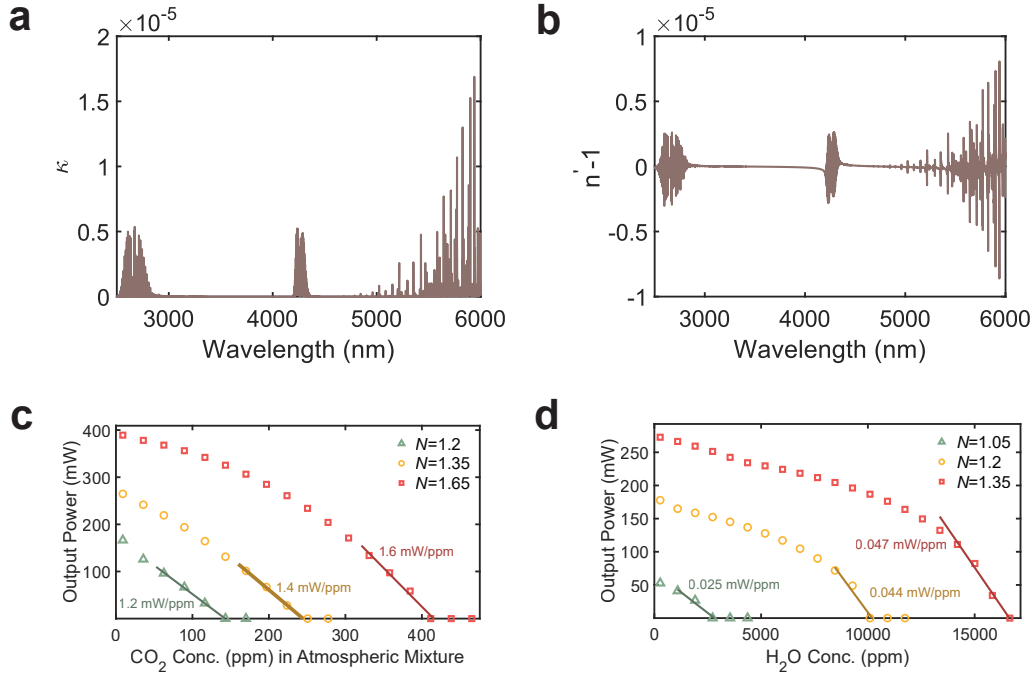 a
×10⁻⁵
2
1.5
1
0.5
0
κ
3000 4000 5000 6000
Wavelength (nm)
b
×10⁻⁵
1
0.5
0
-0.5
-1
n'-1
3000 4000 5000 6000
Wavelength (nm)
c
400
300
200
100
Output Power (mW)
N=1.2
N=1.35
N=1.65
1.6 mW/ppm
1.4 mW/ppm
1.2 mW/ppm
0 100 200 300 400
CO₂ Conc. (ppm) in Atmospheric Mixture
d
250
200
150
100
50
Output Power (mW)
N=1.05
N=1.2
N=1.35
0.047 mW/ppm
0.025 mW/ppm
0.044 mW/ppm
0 5000 10000 15000
H₂O Conc. (ppm)